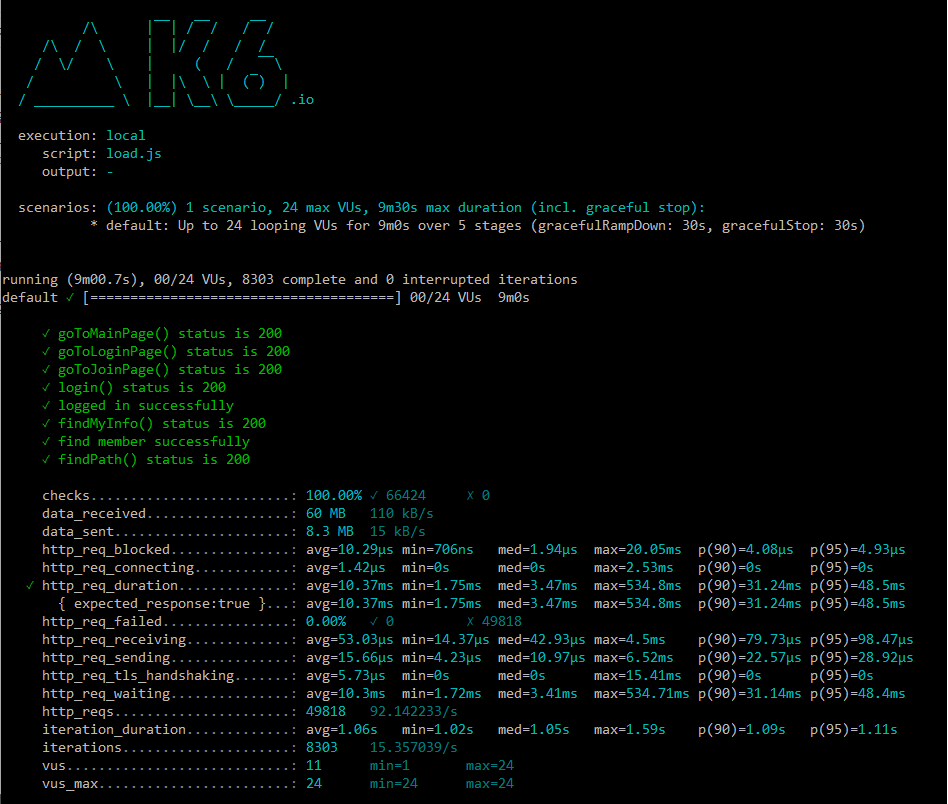 .io
execution: local
script: load.js
output: -
scenarios: (100.00%) 1 scenario, 24 max VUs, 9m30s max duration (incl. graceful stop):
* default: Up to 24 looping VUs for 9m0s over 5 stages (gracefulRampDown: 30s, gracefulStop: 30s)
running (9m00.7s), 00/24 VUs, 8303 complete and 0 interrupted iterations
default ✓ [======================================] 00/24 VUs  9m0s
✓ goToMainPage() status is 200
✓ goToLoginPage() status is 200
✓ goToJoinPage() status is 200
✓ login() status is 200
✓ logged in successfully
✓ findMyInfo() status is 200
✓ find member successfully
✓ findPath() status is 200
checks.........................: 100.00% ✓ 66424     ✗ 0
data_received..................: 60 MB   110 kB/s
data_sent......................: 8.3 MB  15 kB/s
http_req_blocked...............: avg=10.29µs min=706ns   med=1.94µs  max=20.05ms  p(90)=4.08µs  p(95)=4.93µs
http_req_connecting............: avg=1.42µs  min=0s      med=0s      max=2.53ms   p(90)=0s      p(95)=0s
✓ http_req_duration..............: avg=10.37ms min=1.75ms  med=3.47ms  max=534.8ms  p(90)=31.24ms p(95)=48.5ms
{ expected_response:true }...: avg=10.37ms min=1.75ms  med=3.47ms  max=534.8ms  p(90)=31.24ms p(95)=48.5ms
http_req_failed................: 0.00%   ✓ 0         ✗ 49818
http_req_receiving.............: avg=53.03µs min=14.37µs med=42.93µs max=4.5ms    p(90)=79.73µs p(95)=98.47µs
http_req_sending...............: avg=15.66µs min=4.23µs  med=10.97µs max=6.52ms   p(90)=22.57µs p(95)=28.92µs
http_req_tls_handshaking.......: avg=5.73µs  min=0s      med=0s      max=15.41ms  p(90)=0s      p(95)=0s
http_req_waiting...............: avg=10.3ms  min=1.72ms  med=3.41ms  max=534.71ms p(90)=31.14ms p(95)=48.4ms
http_reqs......................: 49818   92.142233/s
iteration_duration.............: avg=1.06s   min=1.02s   med=1.05s   max=1.59s    p(90)=1.09s   p(95)=1.11s
iterations.....................: 8303    15.357039/s
vus............................: 11      min=1       max=24
vus_max........................: 24      min=24      max=24